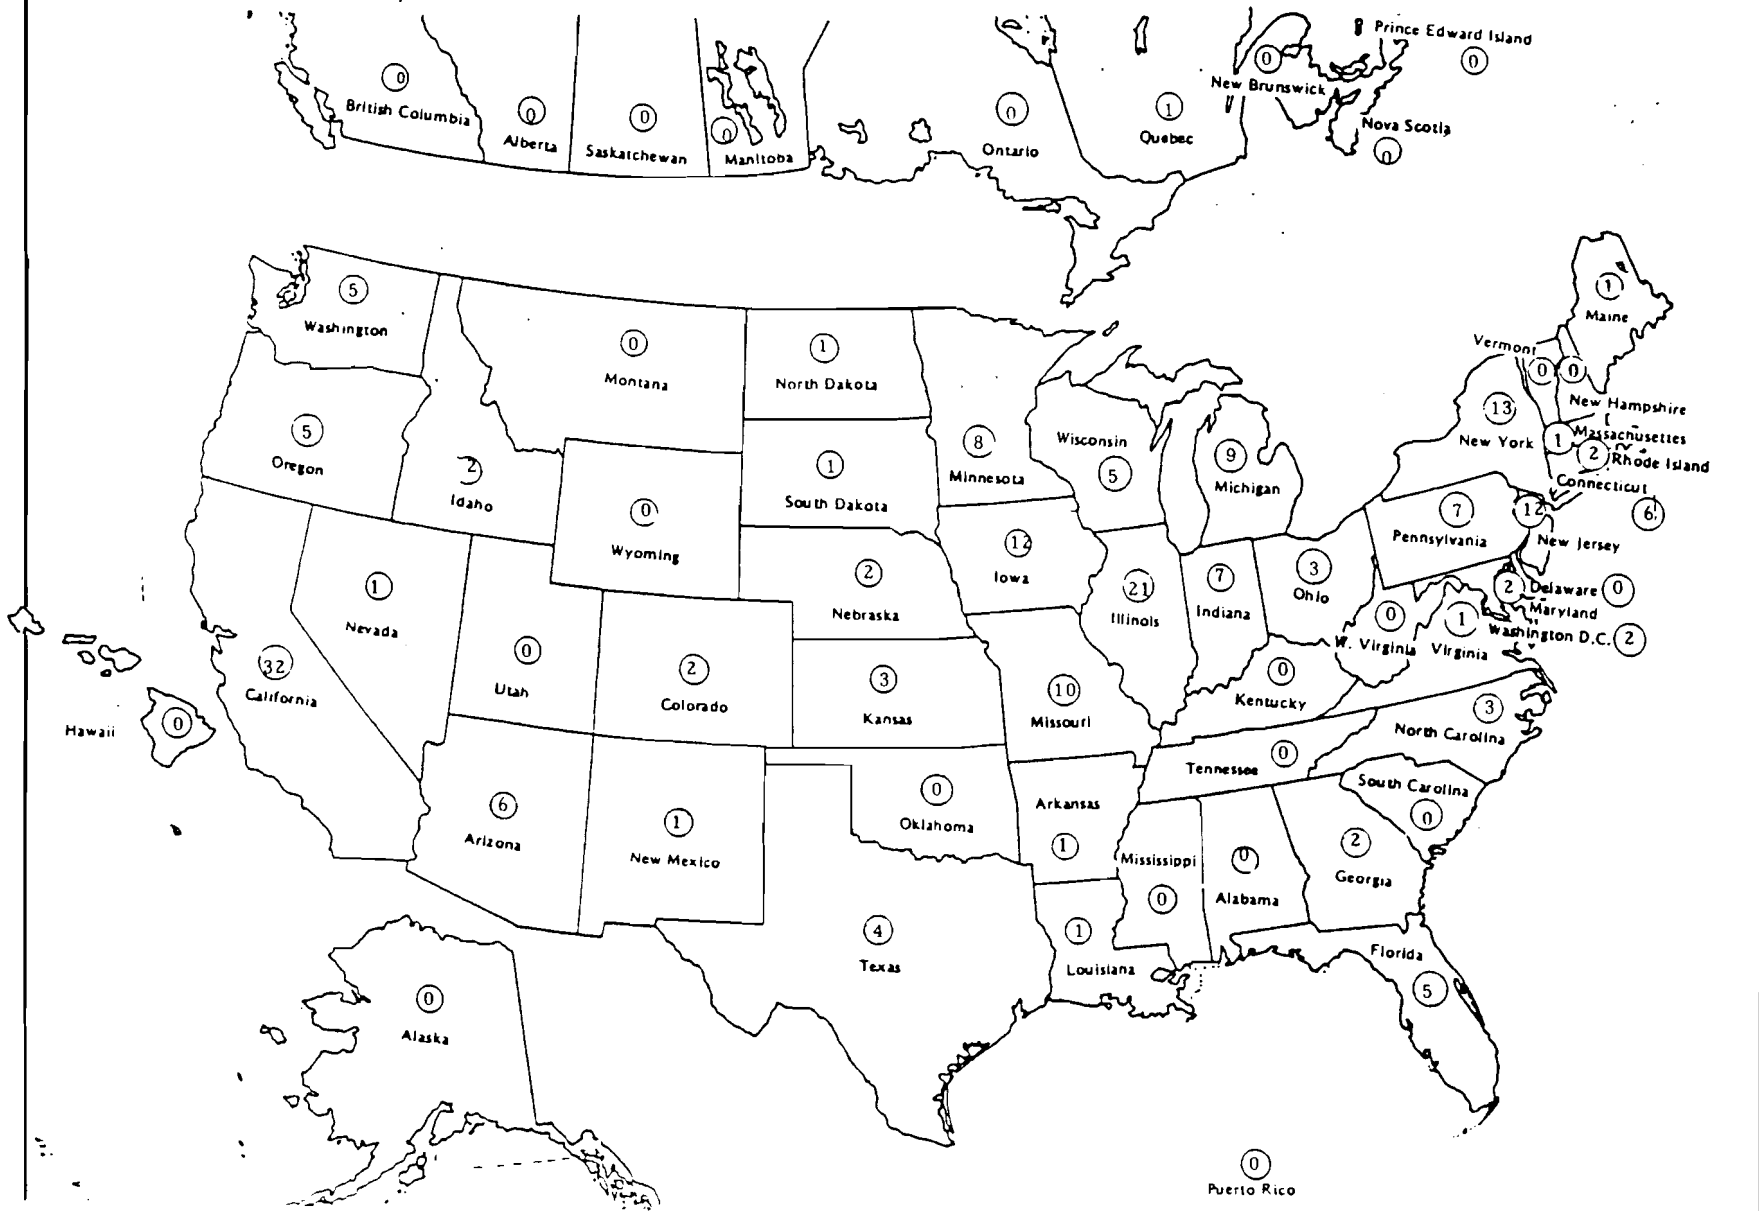 Prince Edward Island
0
0
New Brunswick
0
British Columbia
0
Alberta
0
Saskatchewan
0
Manitoba
0
Ontario
1
Quebec
Nova Scotia
0
5
Washington
0
Montana
1
North Dakota
1
Maine
Vermont
0
0
New Hampshire
5
Oregon
2
Idaho
0
Wyoming
1
South Dakota
8
Minnesota
Wisconsin
5
9
Michigan
13
New York
1
Massachusettes
2
Rhode Island
Connecticut
6
7
Pennsylvania
12
New Jersey
1
Nevada
2
Nebraska
12
Iowa
21
Illinois
7
Indiana
3
Ohio
2
Delaware
0
Maryland
0
W. Virginia
1
Virginia
Washington D.C.
2
32
California
0
Utah
2
Colorado
3
Kansas
10
Missouri
0
Kentucky
3
North Carolina
Hawaii
0
0
Tennessee
South Carolina
0
6
Arizona
1
New Mexico
0
Oklahoma
Arkansas
1
Mississippi
0
0
Alabama
2
Georgia
4
Texas
1
Louisiana
Florida
5
0
Alaska
0
Puerto Rico